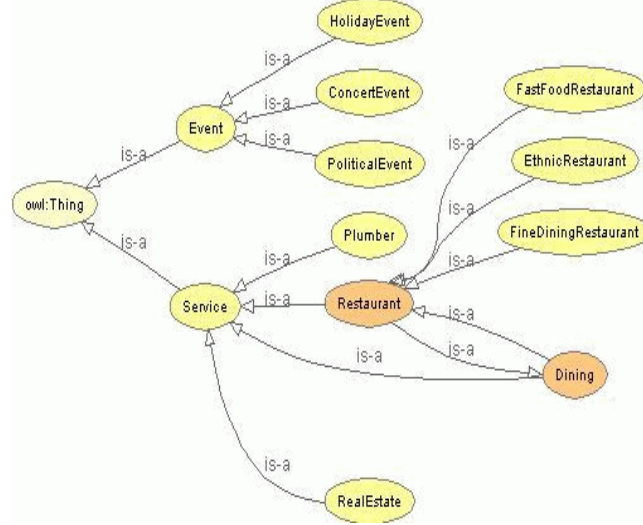 HolidayEvent
is-a
FastFoodRestaurant
ConcertEvent
is-a
Event
is-a
is-a
EthnicRestaurant
is-a
PoliticalEvent
is-a
owl:Thing
is-a
FineDiningRestaurant
is-a
Plumber
is-a
is-a
Service
is-a
Restaurant
is-a
is-a
is-a
Dining
is-a
RealEstate